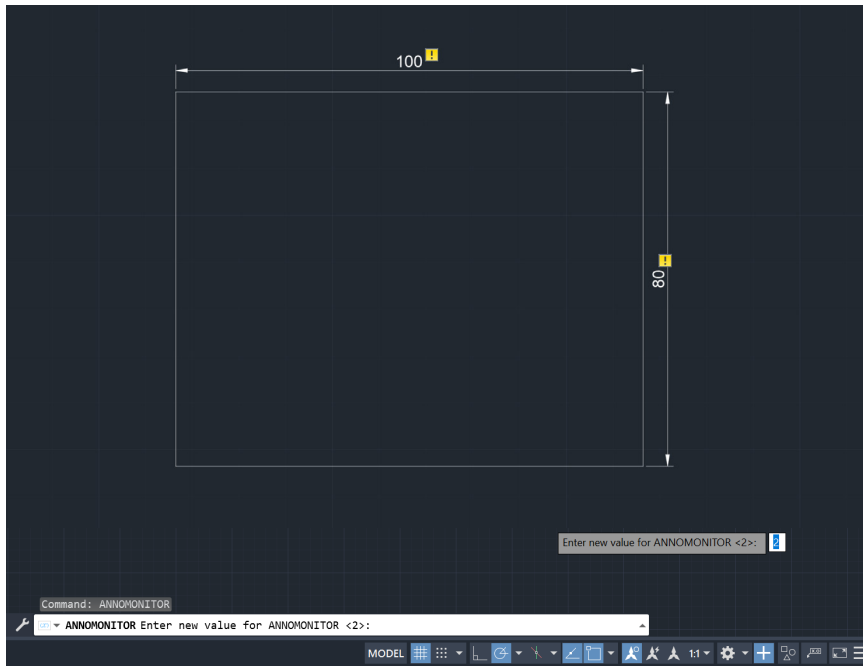 100
!
!
80
Enter new value for ANNOMONITOR <2>:
2
Command: ANNOMONITOR
ANNOMONITOR Enter new value for ANNOMONITOR <2>:
MODEL
1:1